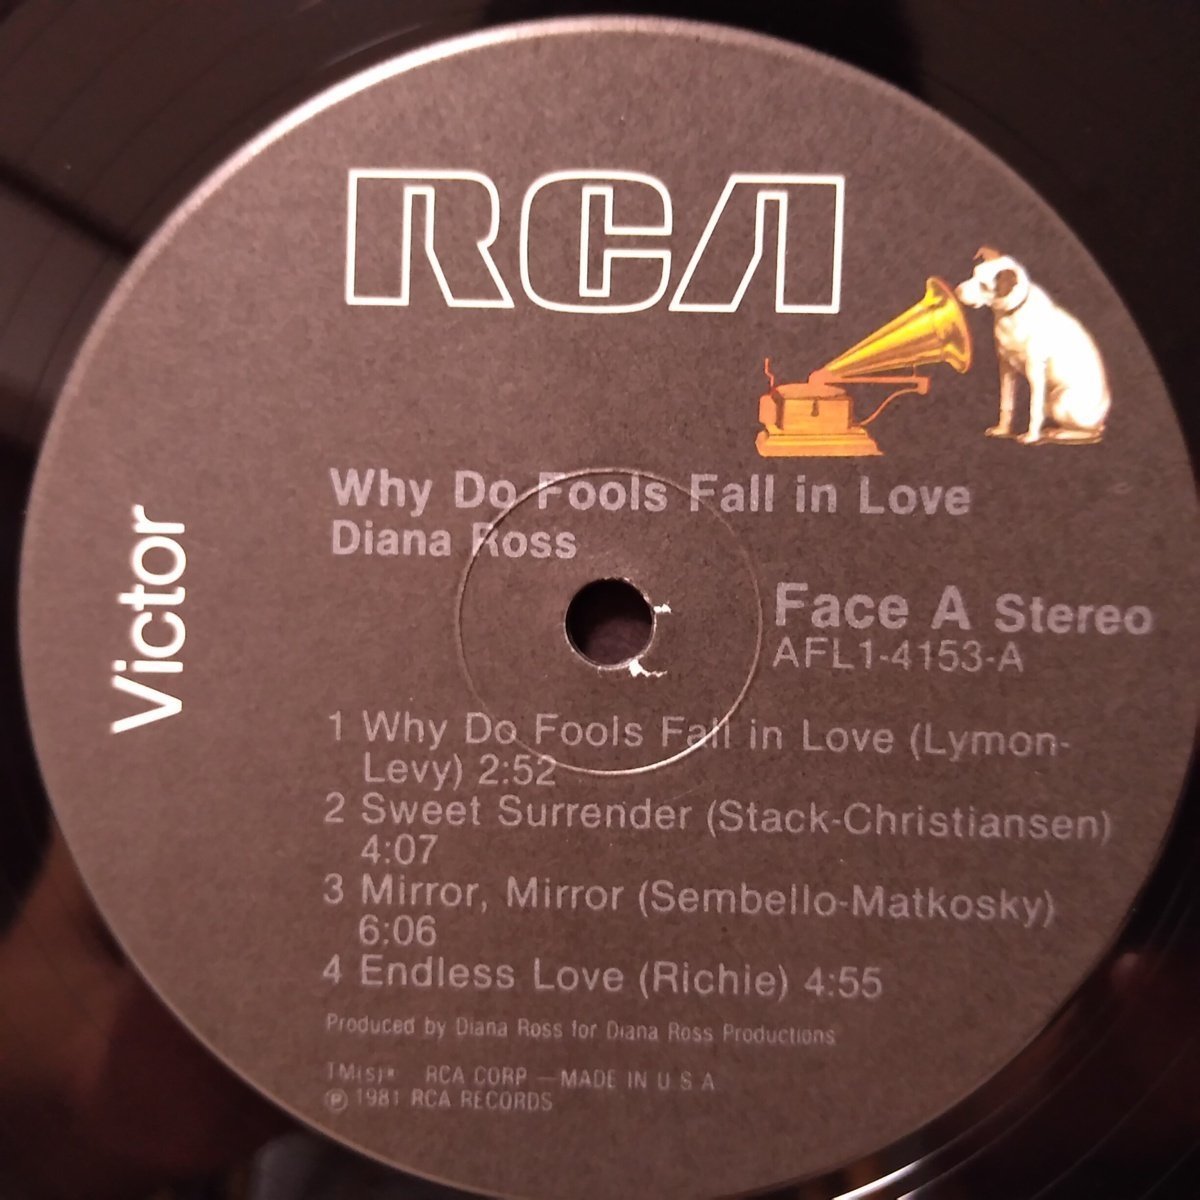 RCA
Victor
Why Do Fools Fall in Love
Diana Ross
Face A Stereo
AFL1-4153-A
1 Why Do Fools Fall in Love (Lymon-
Levy) 2:52
2 Sweet Surrender (Stack-Christiansen)
4:07
3 Mirror, Mirror (Sembello-Matkosky)
6:06
4 Endless Love (Richie) 4:55
Produced by Diana Ross for Diana Ross Productions
TM(s)® RCA CORP — MADE IN U S A
℗ 1981 RCA RECORDS